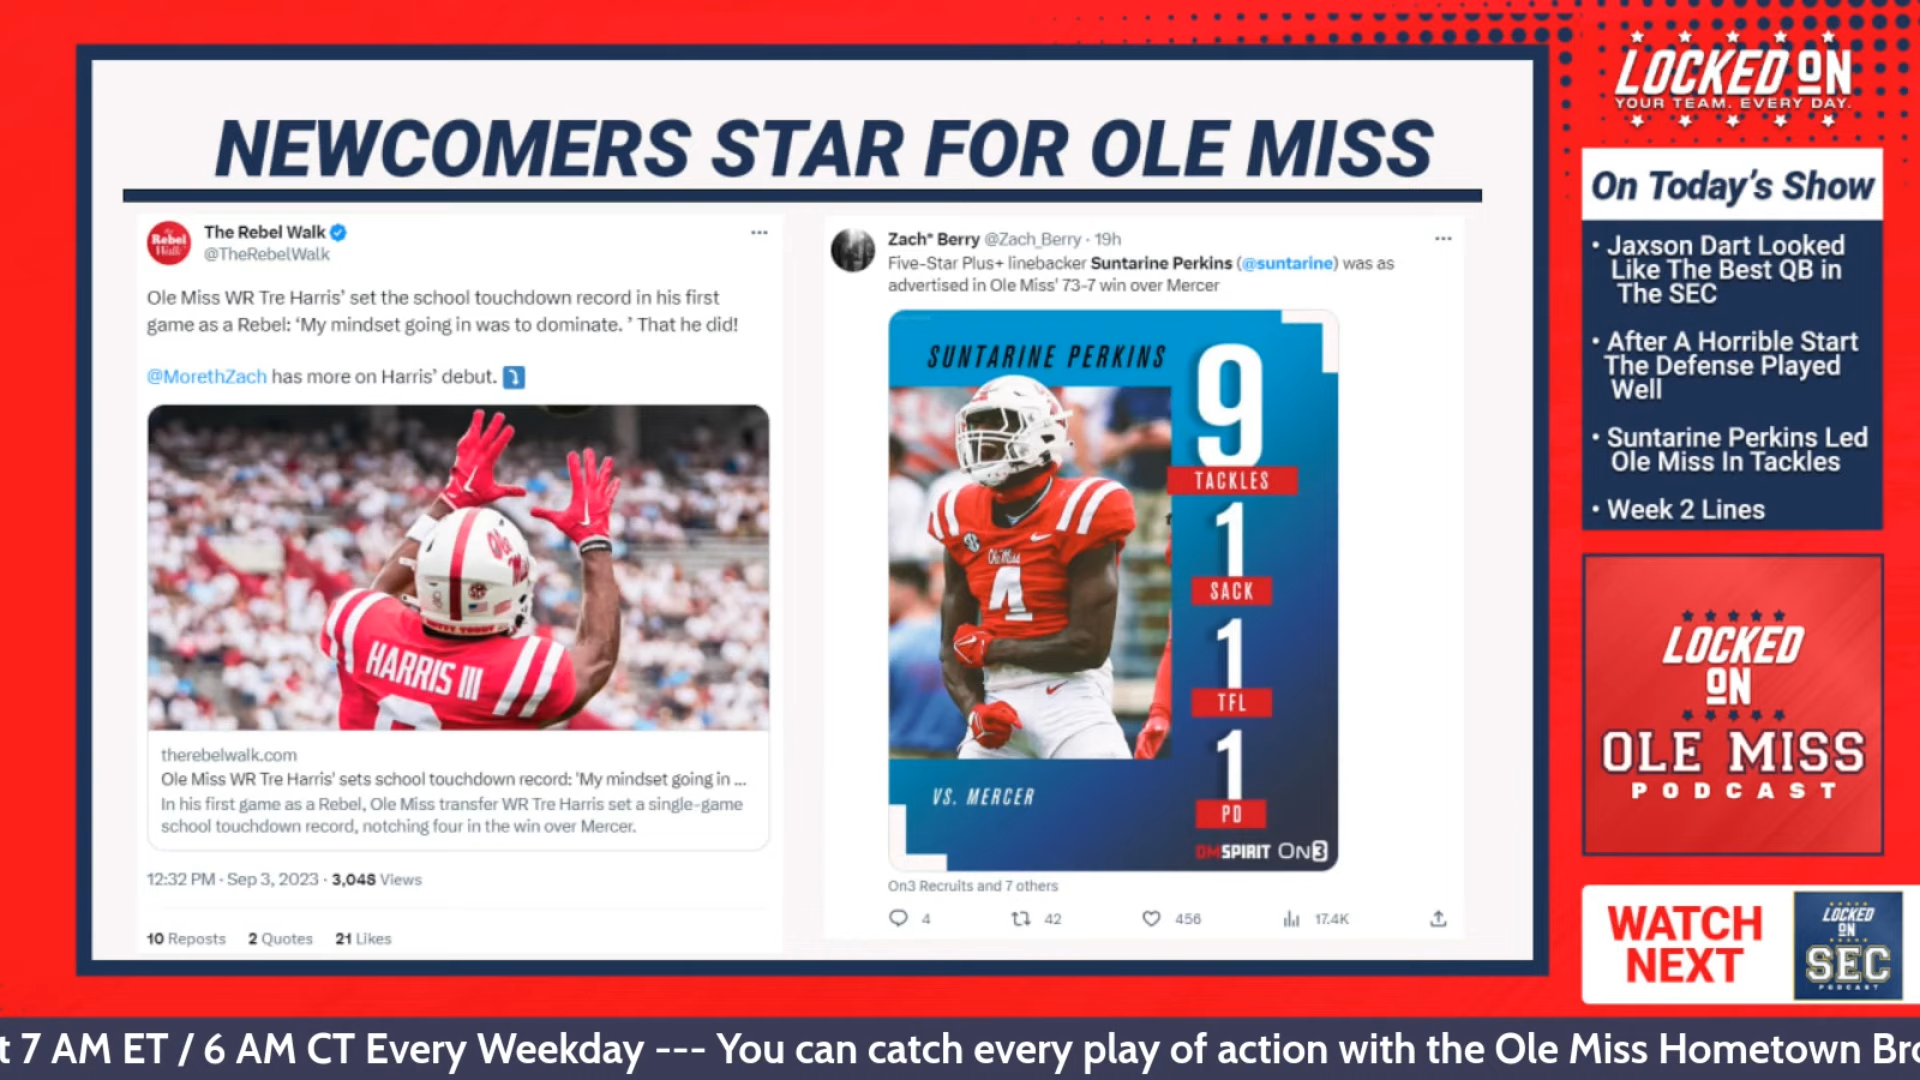 NEWCOMERS STAR FOR OLE MISS
The Rebel Walk
@TheRebelWalk
Ole Miss WR Tre Harris’ set the school touchdown record in his first
game as a Rebel: ‘My mindset going in was to dominate. ’ That he did!
@MorethZach has more on Harris’ debut.
Ole Miss
HARRIS III
therebelwalk.com
Ole Miss WR Tre Harris' sets school touchdown record: 'My mindset going in ...
In his first game as a Rebel, Ole Miss transfer WR Tre Harris set a single-game
school touchdown record, notching four in the win over Mercer.
12:32 PM · Sep 3, 2023 · 3,048 Views
10 Reposts 2 Quotes 21 Likes
Rebel
Walk
Zach* Berry @Zach_Berry · 19h
Five-Star Plus+ linebacker Suntarine Perkins (@suntarine) was as
advertised in Ole Miss' 73-7 win over Mercer
SUNTARINE PERKINS
9
TACKLES
1
SACK
1
TFL
1
PD
Ole Miss
4
VS. MERCER
OMSPIRIT ON3
On3 Recruits and 7 others
4 42 456 17.4K
LOCKED ON
YOUR TEAM. EVERY DAY.
On Today’s Show
• Jaxson Dart Looked
Like The Best QB in
The SEC
• After A Horrible Start
The Defense Played
Well
• Suntarine Perkins Led
Ole Miss In Tackles
• Week 2 Lines
LOCKED
ON
OLE MISS
PODCAST
WATCH
NEXT
LOCKED
ON
SEC
PODCAST
t 7 AM ET / 6 AM CT Every Weekday --- You can catch every play of action with the Ole Miss Hometown Bro